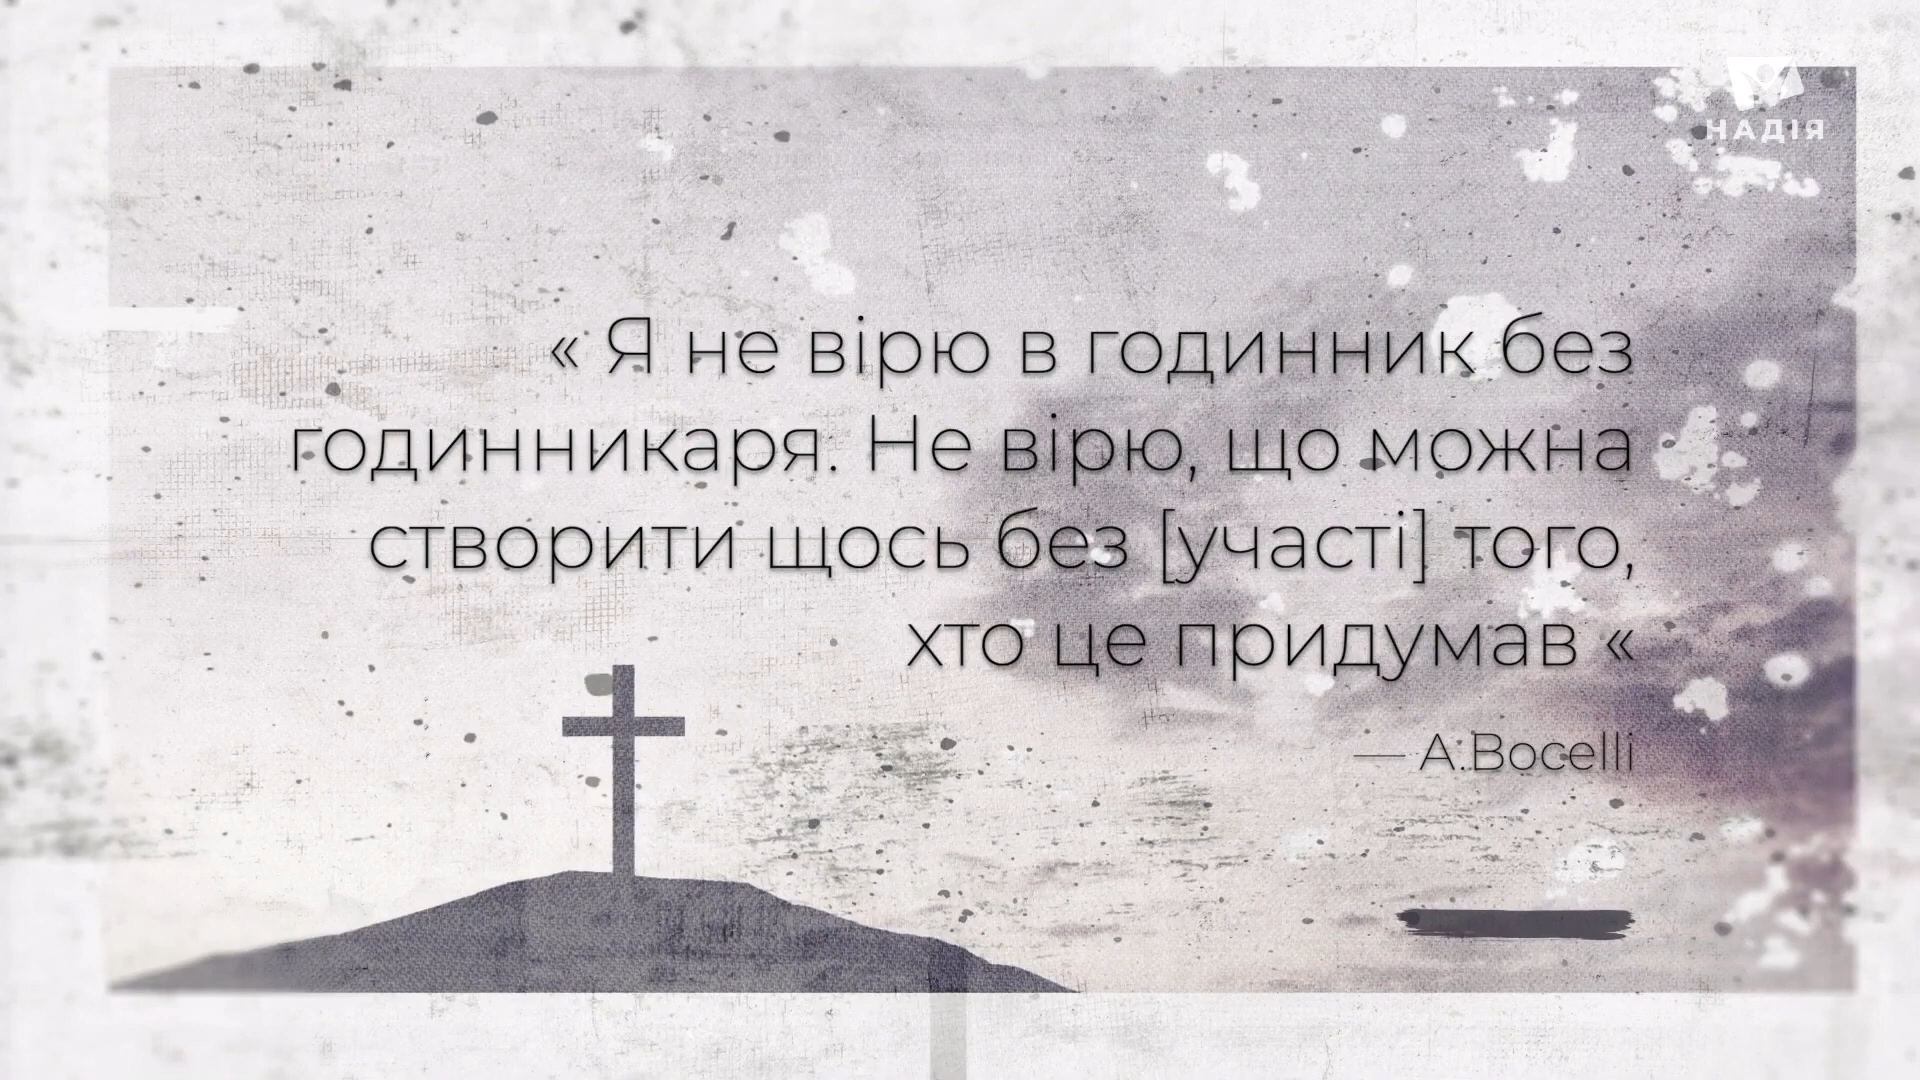 НАДІЯ
« Я не вірю в годинник без
годинникаря. Не вірю, що можна
створити щось без [участі] того,
хто це придумав «
— A.Bocelli